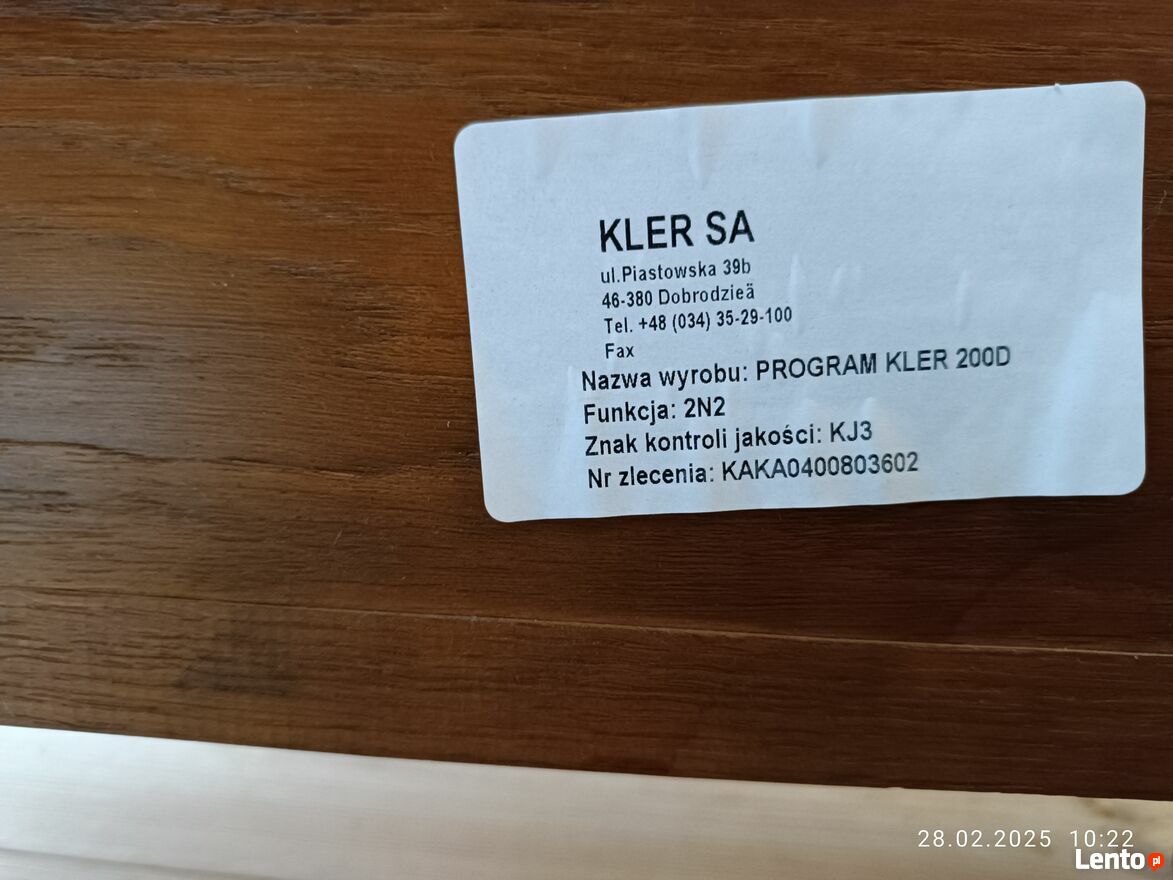 KLER SA
ul.Piastowska 39b
46-380 Dobrodzieä
Tel. +48 (034) 35-29-100
Fax
Nazwa wyrobu: PROGRAM KLER 200D
Funkcja: 2N2
Znak kontroli jakości: KJ3
Nr zlecenia: KAKA0400803602
28.02.2025 10:22
Lento.pl